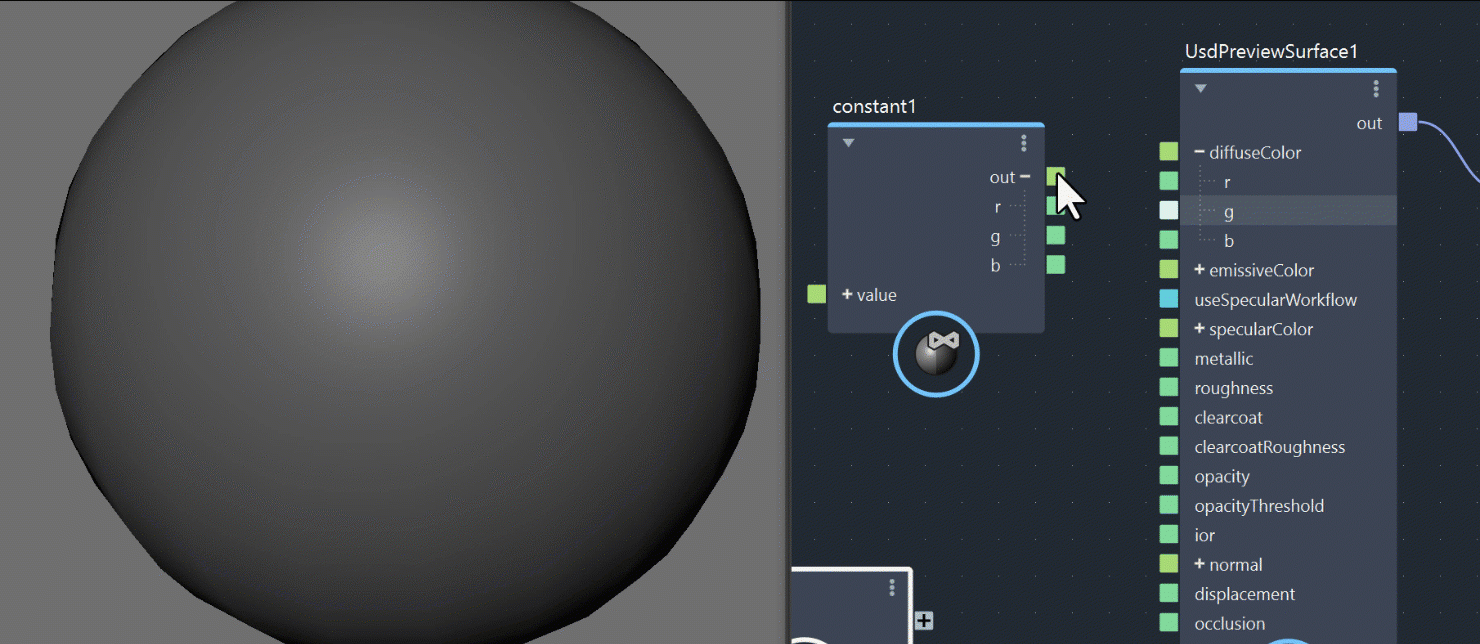 constant1
out
r
g
b
value
UsdPreviewSurface1
out
diffuseColor
r
g
b
emissiveColor
useSpecularWorkflow
specularColor
metallic
roughness
clearcoat
clearcoatRoughness
opacity
opacityThreshold
ior
normal
displacement
occlusion